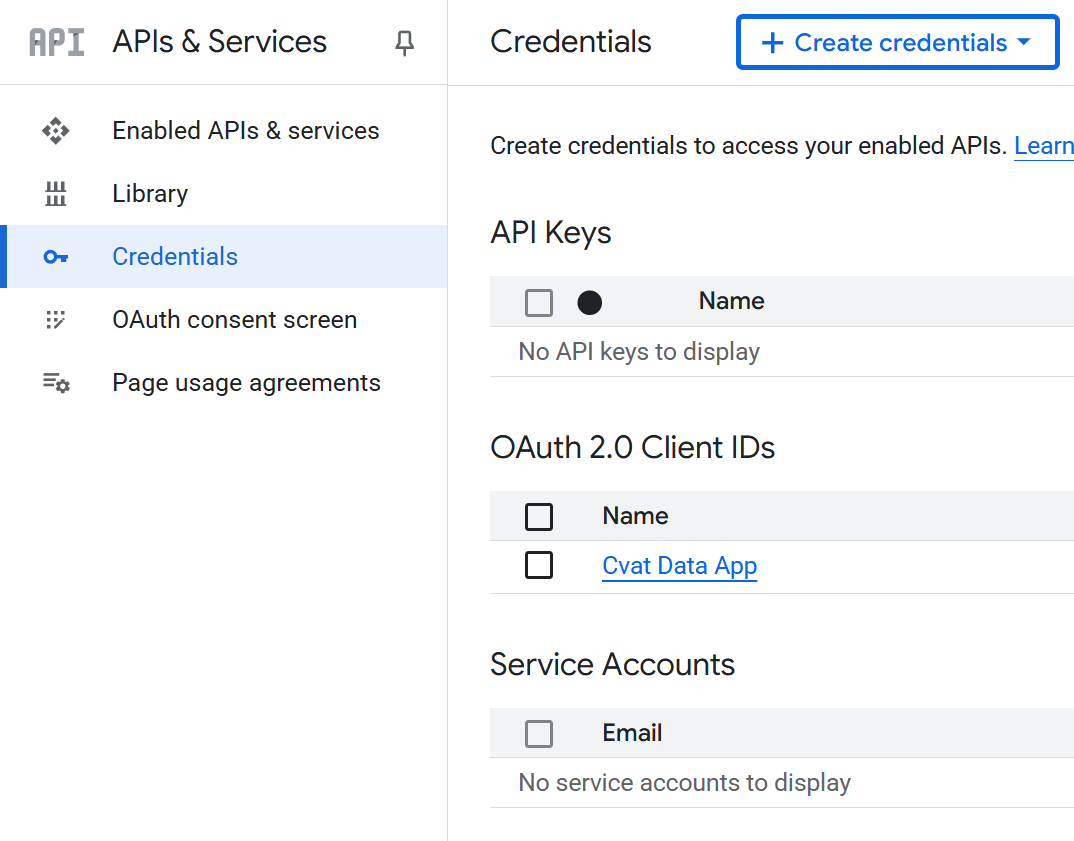 API APIs & Services
Enabled APIs & services
Library
Credentials
OAuth consent screen
Page usage agreements
Credentials
Create credentials
Create credentials to access your enabled APIs. Learn
API Keys
Name
No API keys to display
OAuth 2.0 Client IDs
Name
Cvat Data App
Service Accounts
Email
No service accounts to display